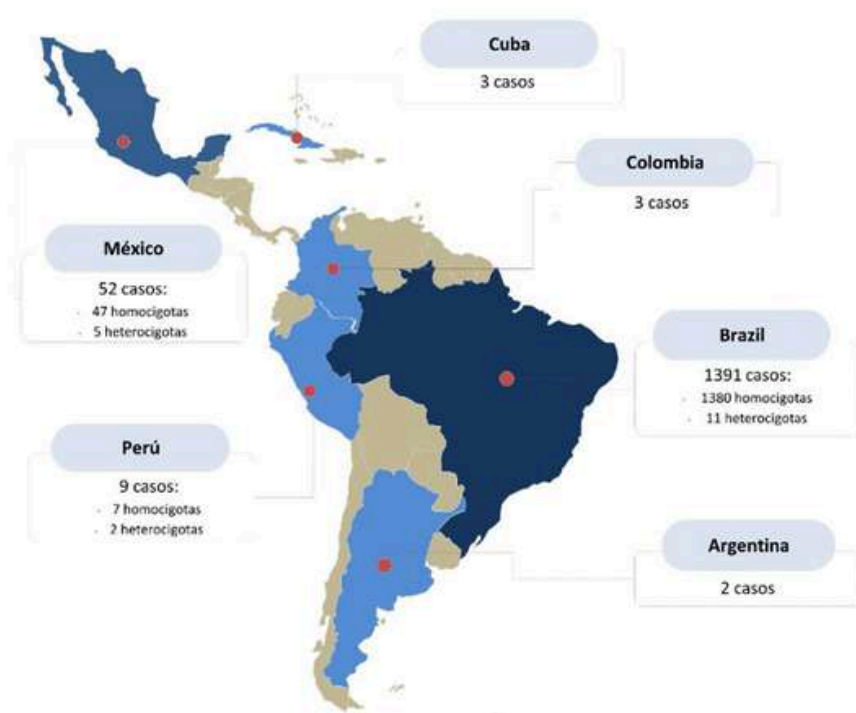 Cuba
3 casos
Colombia
3 casos
México
52 casos:
- 47 homocigotas
- 5 heterocigotas
Brazil
1391 casos:
- 1380 homocigotas
- 11 heterocigotas
Perú
9 casos:
- 7 homocigotas
- 2 heterocigotas
Argentina
2 casos